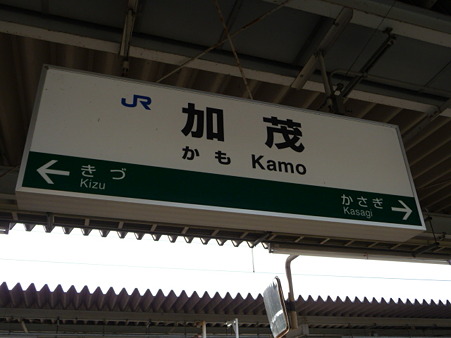 JR 加茂
かも Kamo
← きづ
Kizu
かさぎ →
Kasagi